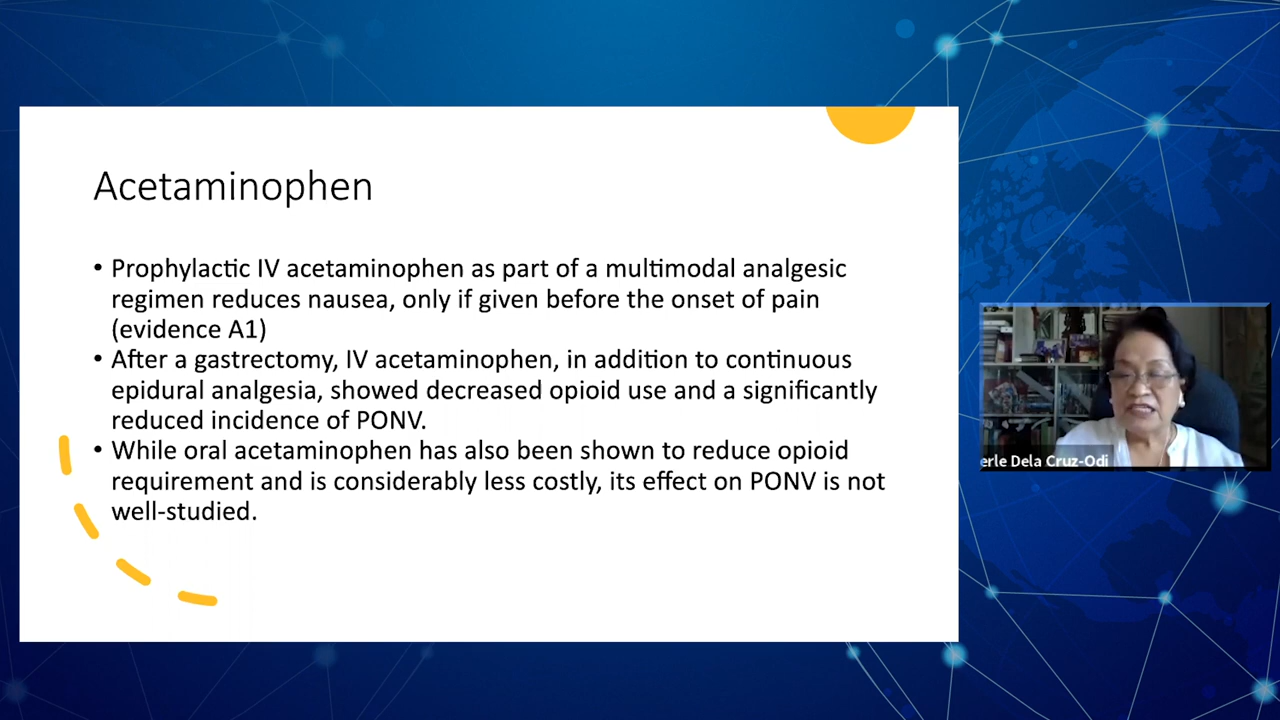 Acetaminophen
• Prophylactic IV acetaminophen as part of a multimodal analgesic
regimen reduces nausea, only if given before the onset of pain
(evidence A1)
• After a gastrectomy, IV acetaminophen, in addition to continuous
epidural analgesia, showed decreased opioid use and a significantly
reduced incidence of PONV.
• While oral acetaminophen has also been shown to reduce opioid
requirement and is considerably less costly, its effect on PONV is not
well-studied.
erle Dela Cruz-Odi